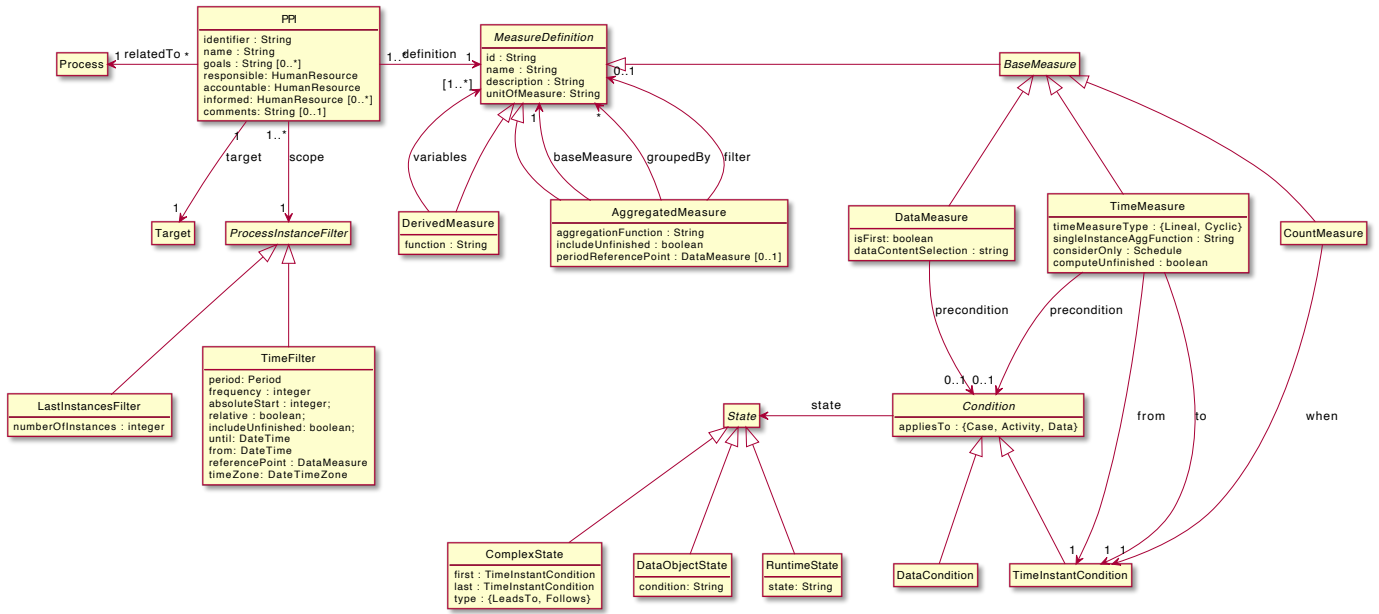 PPI
identifier : String
name : String
goals : String [0..*]
responsible: HumanResource
accountable: HumanResource
informed: HumanResource [0..*]
comments: String [0..1]
Process
1 relatedTo *
1..* definition 1
MeasureDefinition
id : String
name : String
description : String
unitOfMeasure: String
0..1
BaseMeasure
[1..*]
1
*
1
1..*
target
scope
variables
baseMeasure
groupedBy
filter
1
1
Target
ProcessInstanceFilter
DerivedMeasure
function : String
AggregatedMeasure
aggregationFunction : String
includeUnfinished : boolean
periodReferencePoint : DataMeasure [0..1]
DataMeasure
isFirst: boolean
dataContentSelection : string
TimeMeasure
timeMeasureType : {Lineal, Cyclic}
singleInstanceAggFunction : String
considerOnly : Schedule
computeUnfinished : boolean
CountMeasure
precondition
precondition
0..1
0..1
LastInstancesFilter
numberOfInstances : integer
TimeFilter
period: Period
frequency : integer
absoluteStart : integer;
relative : boolean;
includeUnfinished: boolean;
until: DateTime
from: DateTime
referencePoint : DataMeasure
timeZone: DateTimeZone
State
state
Condition
appliesTo : {Case, Activity, Data}
from
to
when
ComplexState
first : TimeInstantCondition
last : TimeInstantCondition
type : {LeadsTo, Follows}
DataObjectState
condition: String
RuntimeState
state: String
1
1
1
DataCondition
TimeInstantCondition